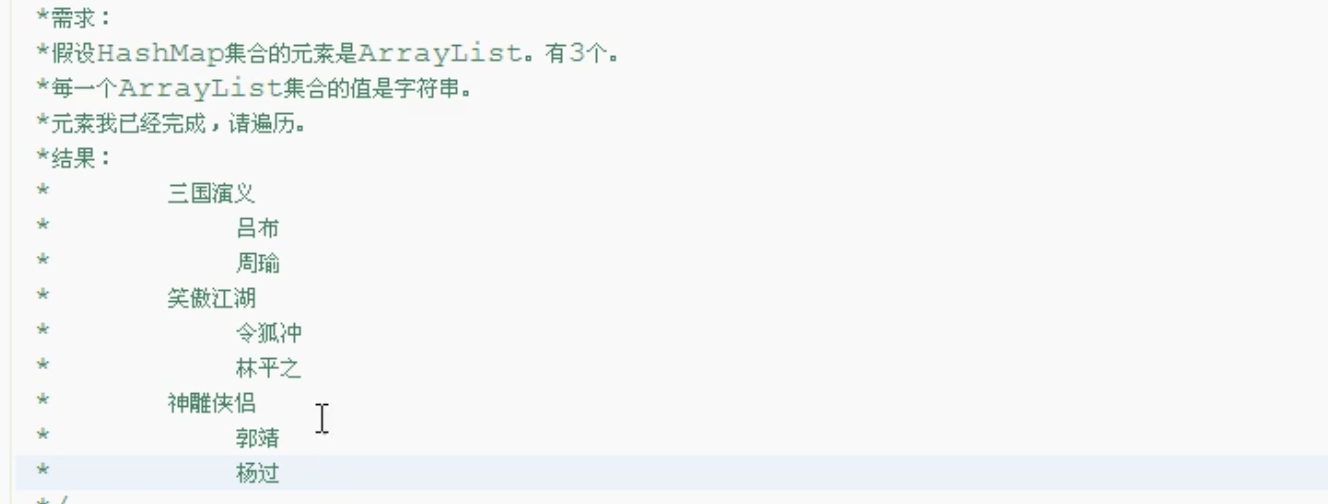 *需求：
*假设HashMap集合的元素是ArrayList。有3个。
*每一个ArrayList集合的值是字符串。
*元素我已经完成，请遍历。
*结果：
* 三国演义
* 吕布
* 周瑜
* 笑傲江湖
* 令狐冲
* 林平之
* 神雕侠侣
* 郭靖
* 杨过
*/